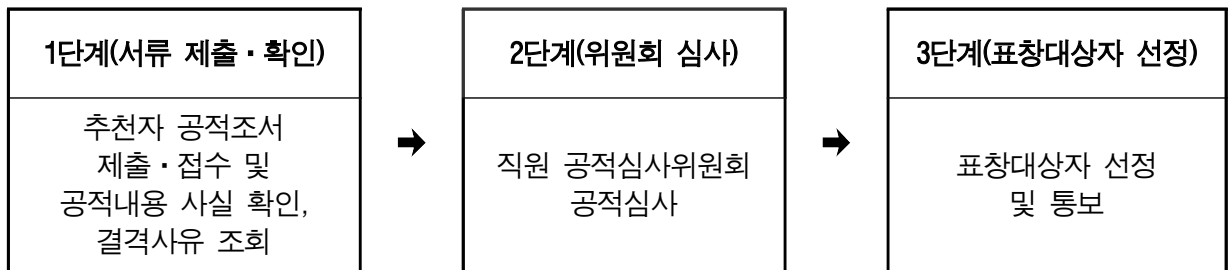 1단계(서류 제출·확인)
추천자 공적조서
제출·접수 및
공적내용 사실 확인,
결격사유 조회
2단계(위원회 심사)
직원 공적심사위원회
공적심사
3단계(표창대상자 선정)
표창대상자 선정
및 통보